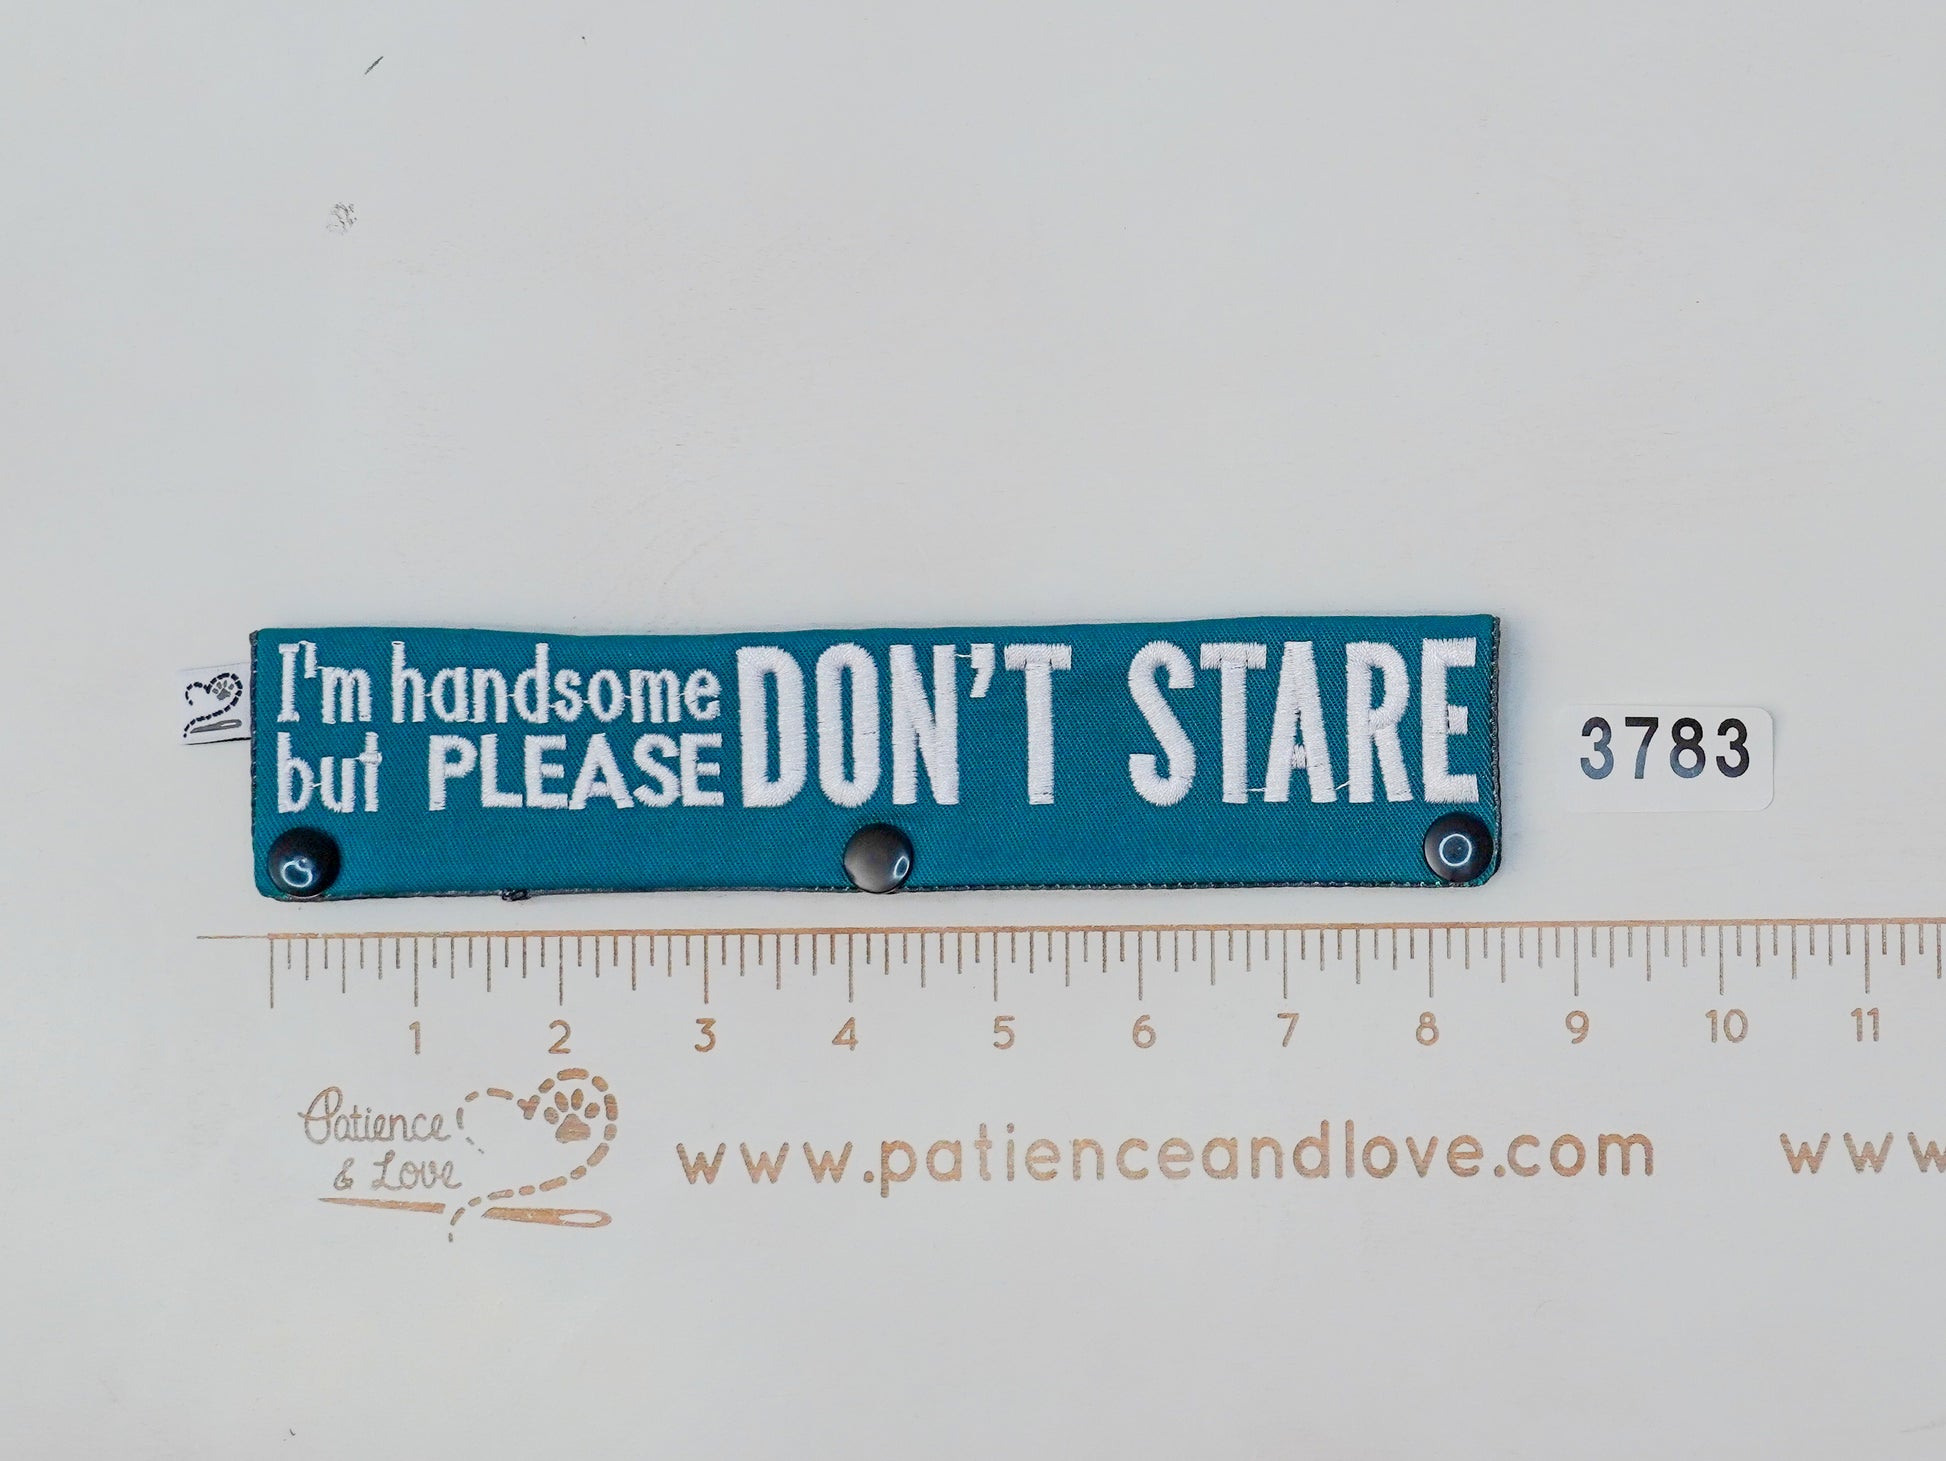 I'm handsome
but PLEASE
DON'T STARE
3783
1 2 3 4 5 6 7 8 9 10 11
Patience
& Love
www.patienceandlove.com
www